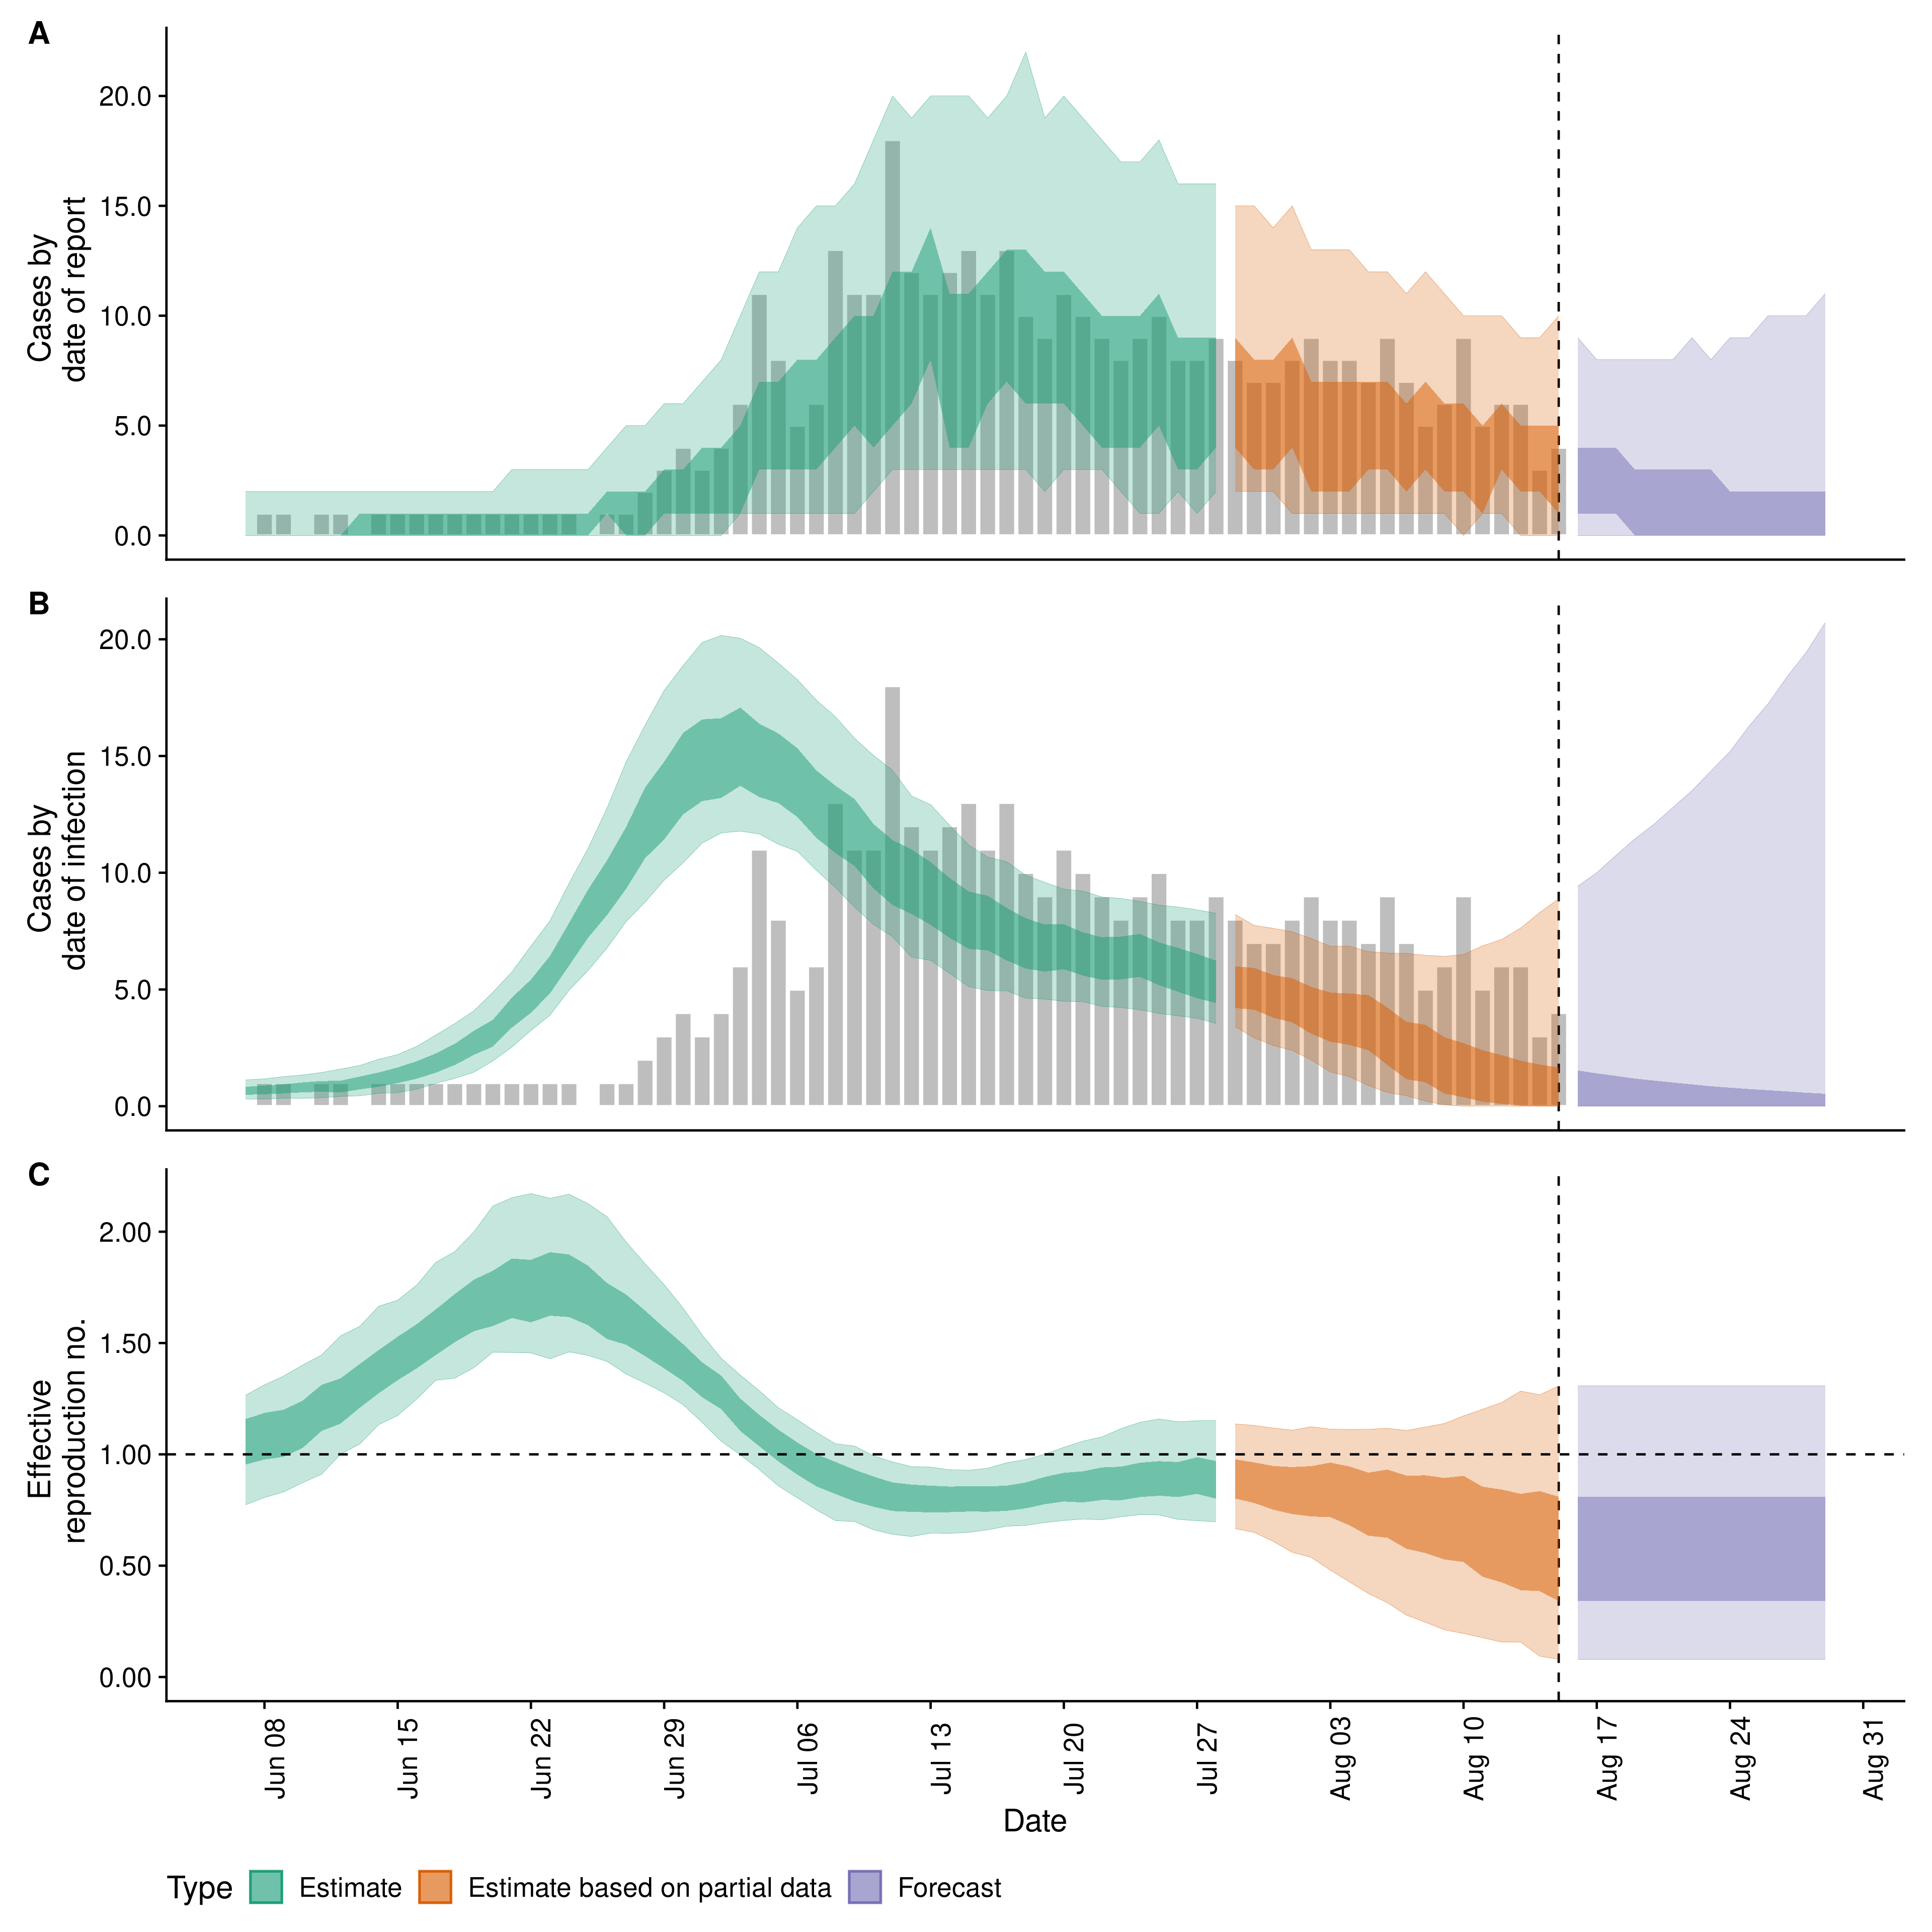 A
Cases by
date of report
20.0
15.0
10.0
5.0
0.0
B
Cases by
date of infection
20.0
15.0
10.0
5.0
0.0
C
Effective
reproduction no.
2.00
1.50
1.00
0.50
0.00
Jun 08
Jun 15
Jun 22
Jun 29
Jul 06
Jul 13
Jul 20
Jul 27
Aug 03
Aug 10
Aug 17
Aug 24
Aug 31
Date
Type Estimate Estimate based on partial data Forecast